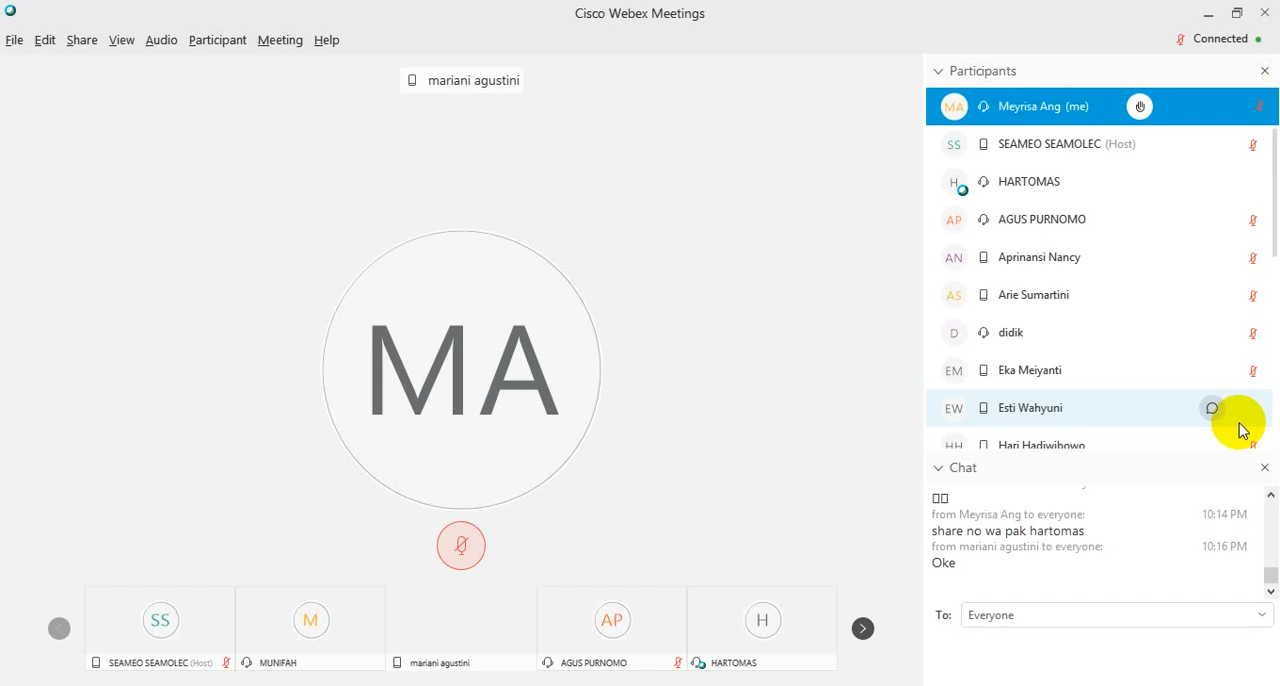 Cisco Webex Meetings
File Edit Share View Audio Participant Meeting Help
Connected
mariani agustini
MA
SS
SEAMEO SEAMOLEC (Host)
M
MUNIFAH
mariani agustini
AP
AGUS PURNOMO
H
HARTOMAS
Participants
MA Meyrisa Ang (me)
SS SEAMEO SEAMOLEC (Host)
H HARTOMAS
AP AGUS PURNOMO
AN Aprinansi Nancy
AS Arie Sumartini
D didik
EM Eka Meiyanti
EW Esti Wahyuni
HH Hari Hadiwibowo
Chat
from Meyrisa Ang to everyone: 10:14 PM
share no wa pak hartomas
from mariani agustini to everyone: 10:16 PM
Oke
To: Everyone